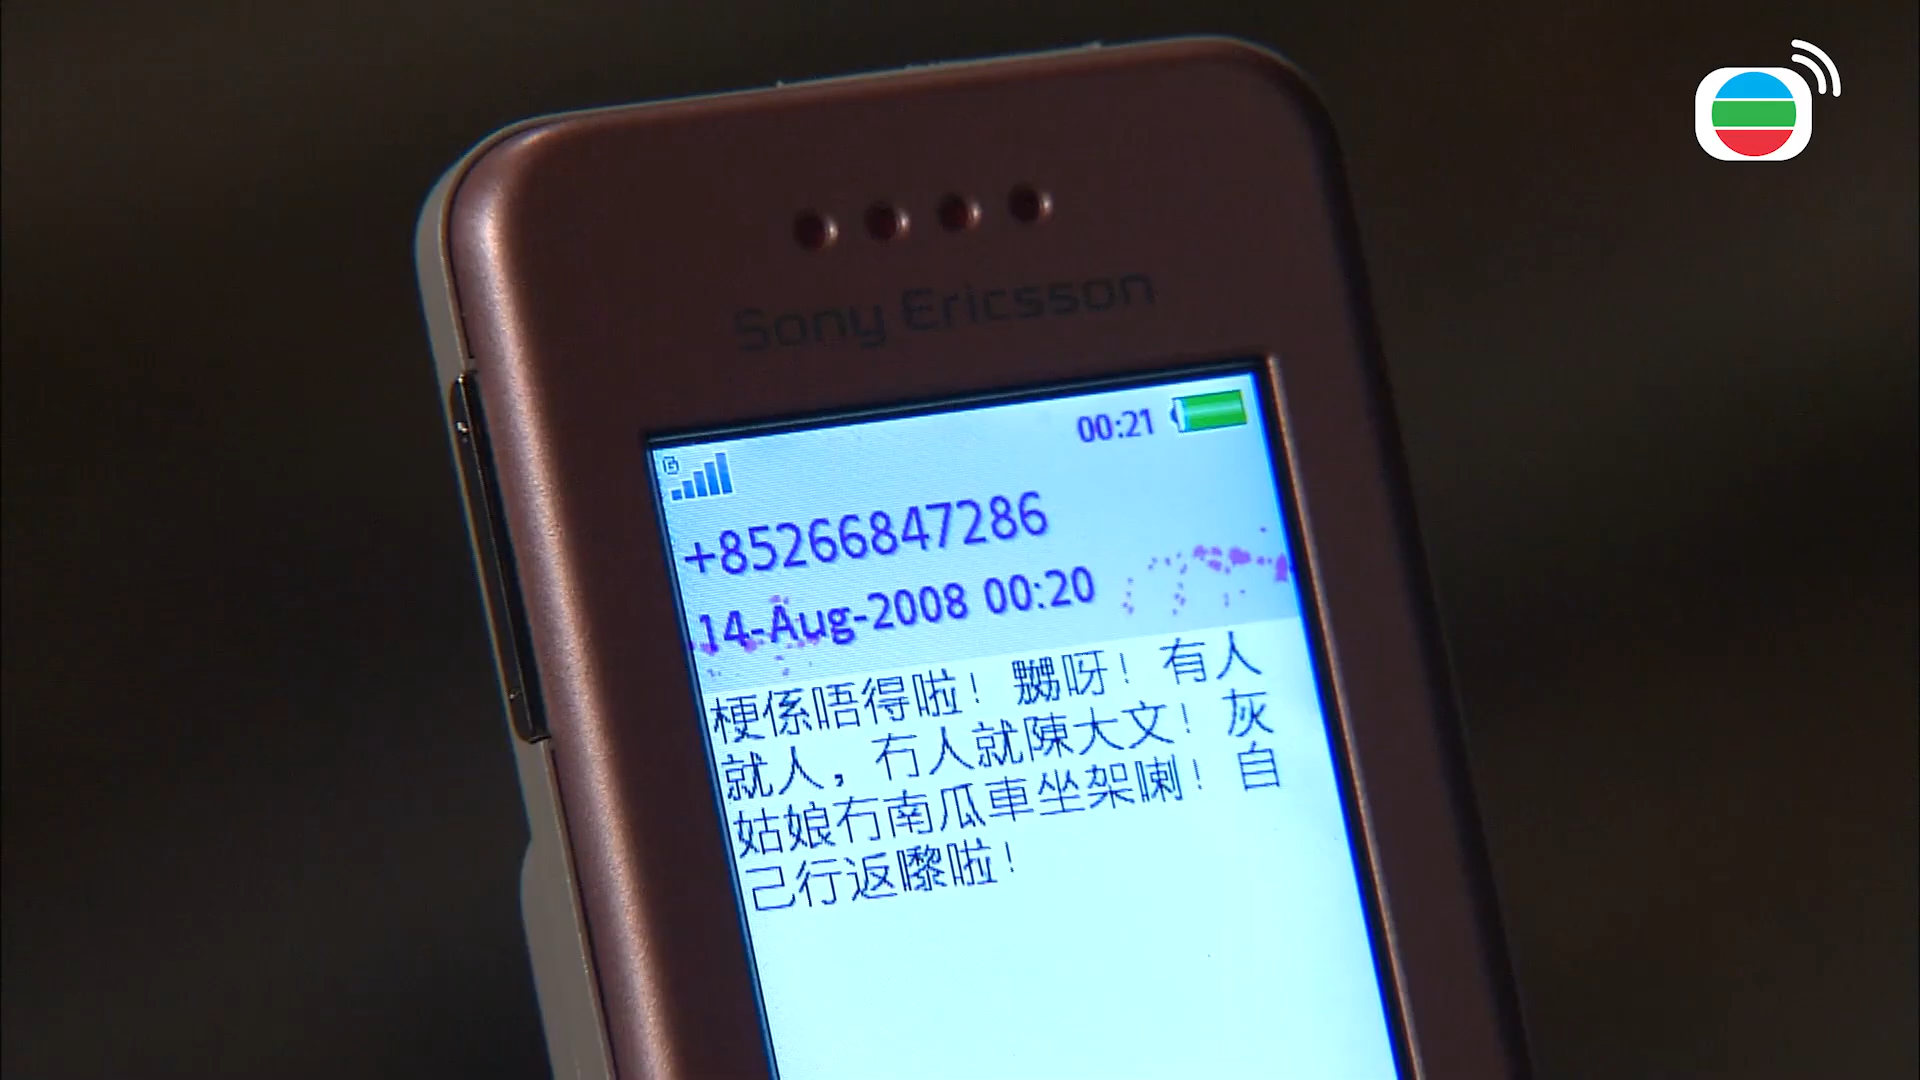 Sony Ericsson
00:21
+85266847286
14-Aug-2008 00:20
梗係唔得啦！嬲呀！有人
就人，冇人就陳大文！灰
姑娘冇南瓜車坐架喇！自
己行返嚟啦！